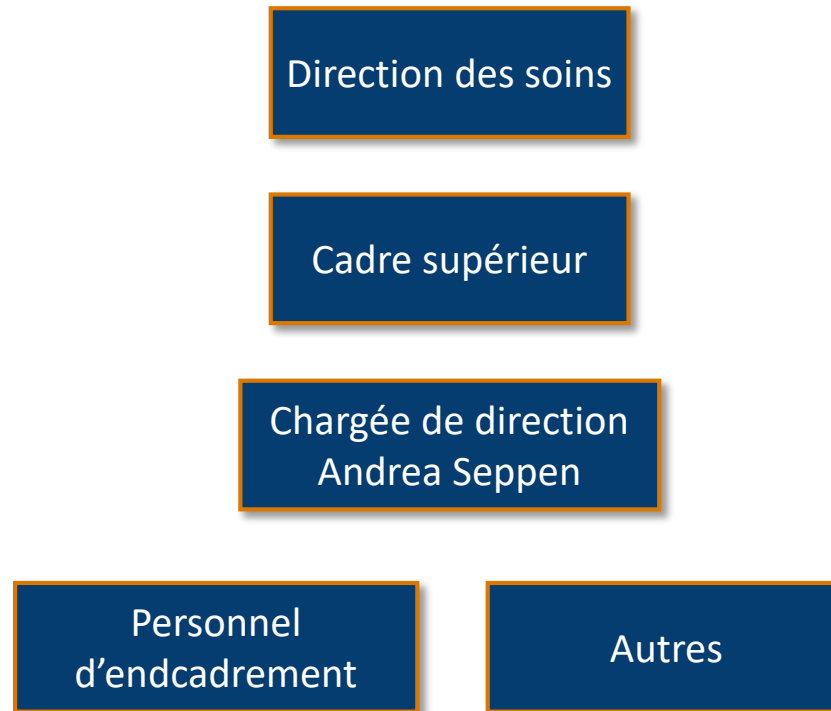 Direction des soins
Cadre supérieur
Chargée de direction
Andrea Seppen
Personnel
d’endcadrement
Autres